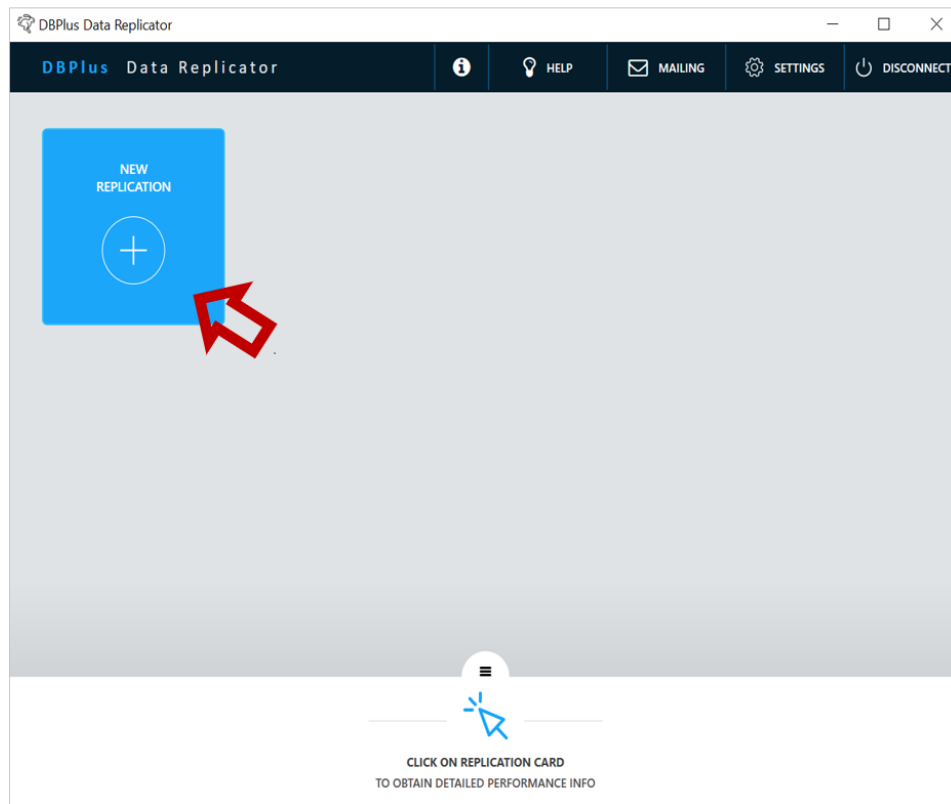 DBPlus Data Replicator
DBPlus Data Replicator
HELP
MAILING
SETTINGS
DISCONNECT
NEW
REPLICATION
CLICK ON REPLICATION CARD
TO OBTAIN DETAILED PERFORMANCE INFO